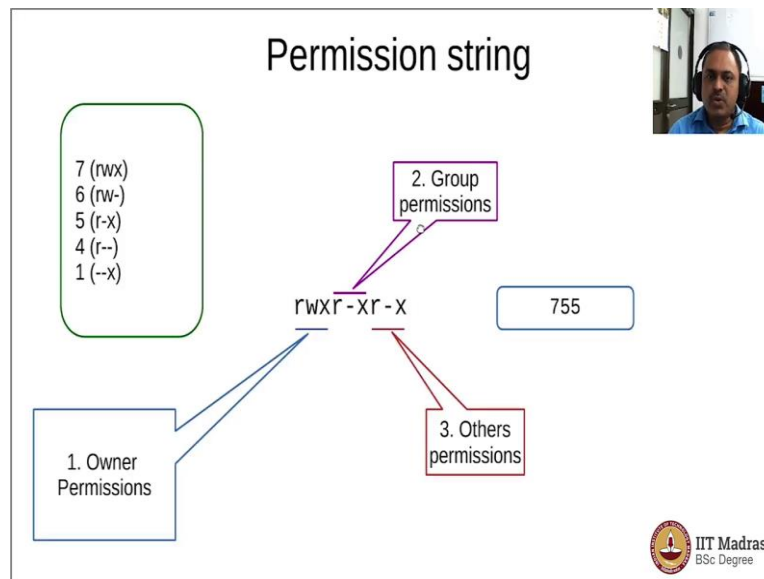 Permission string
7 (rwx)
6 (rw-)
5 (r-x)
4 (r--)
1 (--x)
2. Group
permissions
rwxr-xr-x
755
1. Owner
Permissions
3. Others
permissions
IIT Madras
BSc Degree